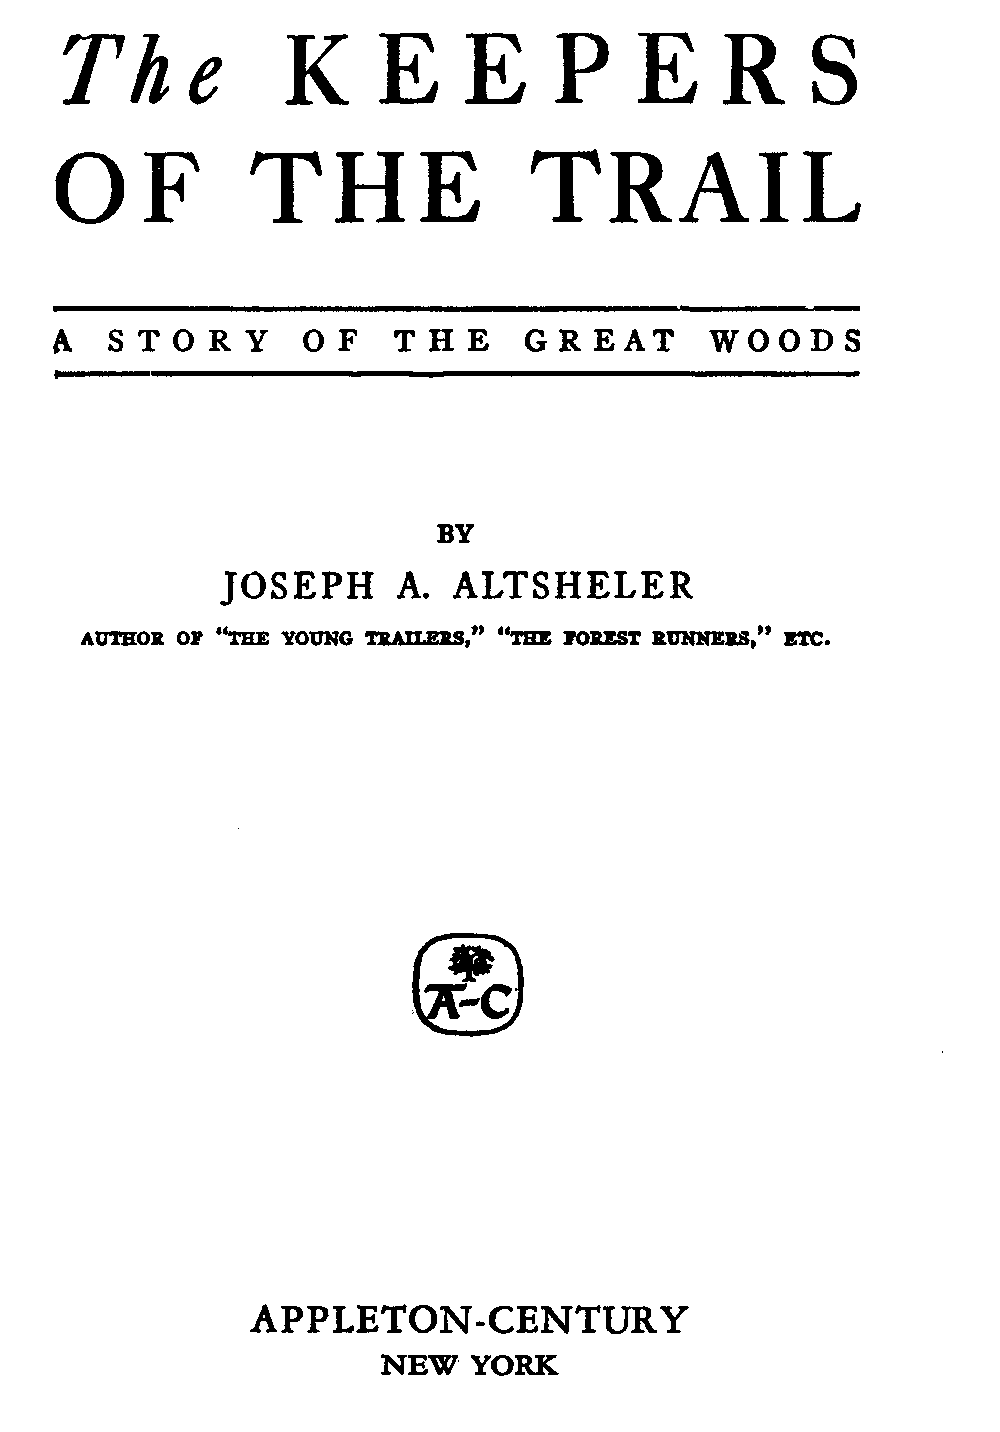 The KEEPERS
OF THE TRAIL
A STORY OF THE GREAT WOODS
BY
JOSEPH A. ALTSHELER
AUTHOR OF "THE YOUNG TRAILERS," "THE FOREST RUNNERS," ETC.
A-C
APPLETON-CENTURY
NEW YORK